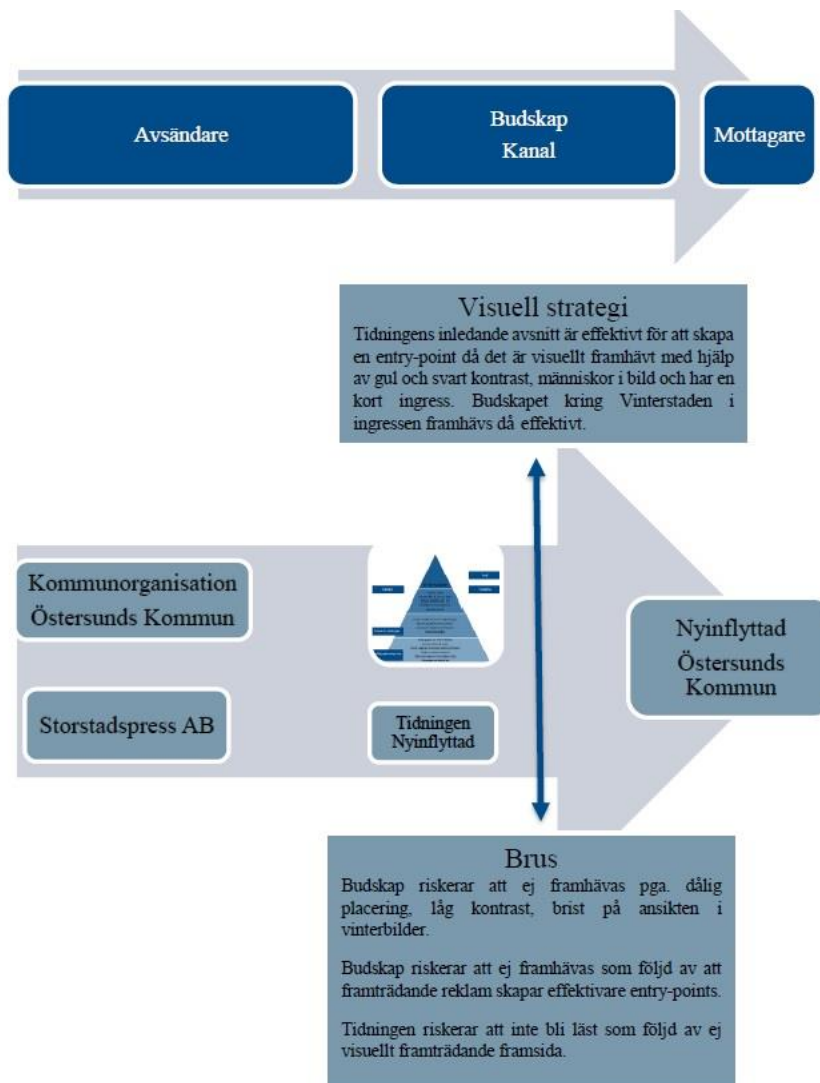 Avsändare
Budskap
Kanal
Mottagare
Visuell strategi
Tidningens inledande avsnitt är effektivt för att skapa
en entry-point då det är visuellt framhävt med hjälp
av gul och svart kontrast, människor i bild och har en
kort ingress. Budskapet kring Vinterstaden i
ingressen framhävs då effektivt.
Kommunorganisation
Östersunds Kommun
Storstadspress AB
Tidningen
Nyinflyttad
Nyinflyttad
Östersunds
Kommun
Brus
Budskap riskerar att ej framhävas pga. dålig
placering, låg kontrast, brist på ansikten i
vinterbilder.
Budskap riskerar att ej framhävas som följd av att
framträdande reklam skapar effektivare entry-points.
Tidningen riskerar att inte bli läst som följd av ej
visuellt framträdande framsida.